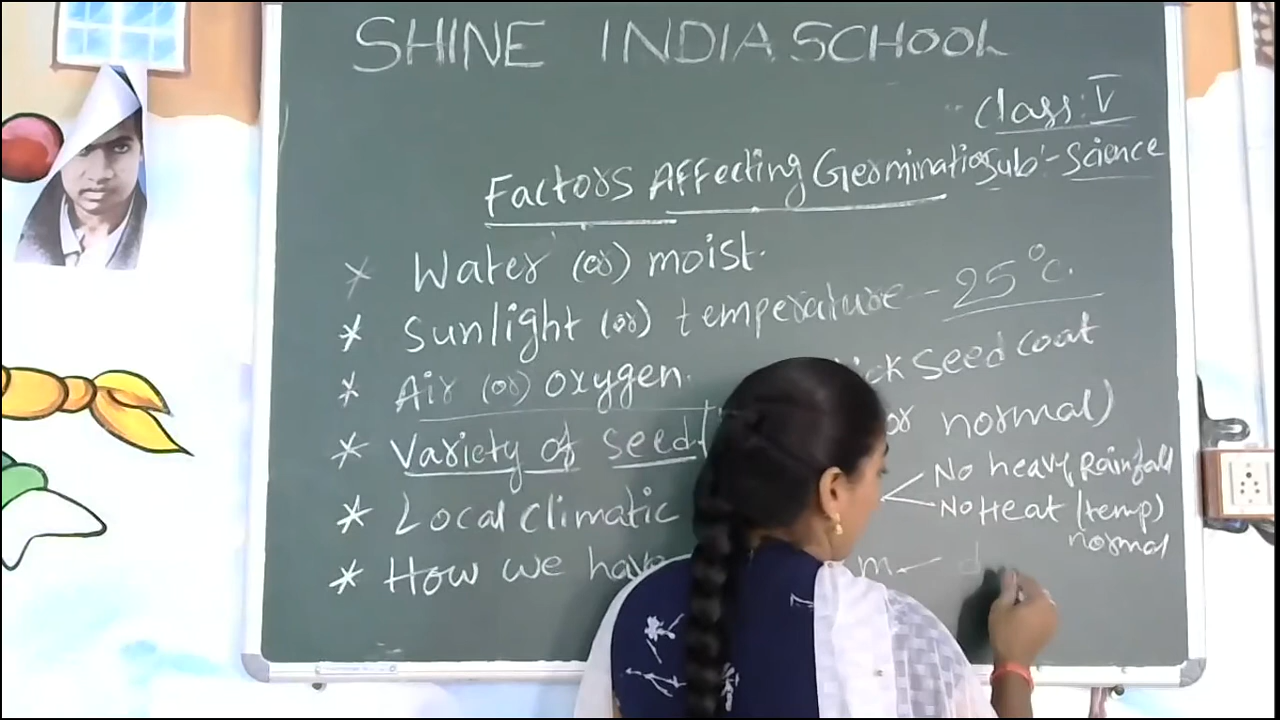 SHINE INDIA SCHOOL
Class: V
Factors Affecting Germination
Sub:- Science
* Water (or) moist.
* Sunlight (or) temperature - 25°c.
* Air (or) oxygen.
seed coat
* Variety of seed (
or normal)
No heavy Rainfall
* Local climatic
No Heat (temp)
normal
* How we have